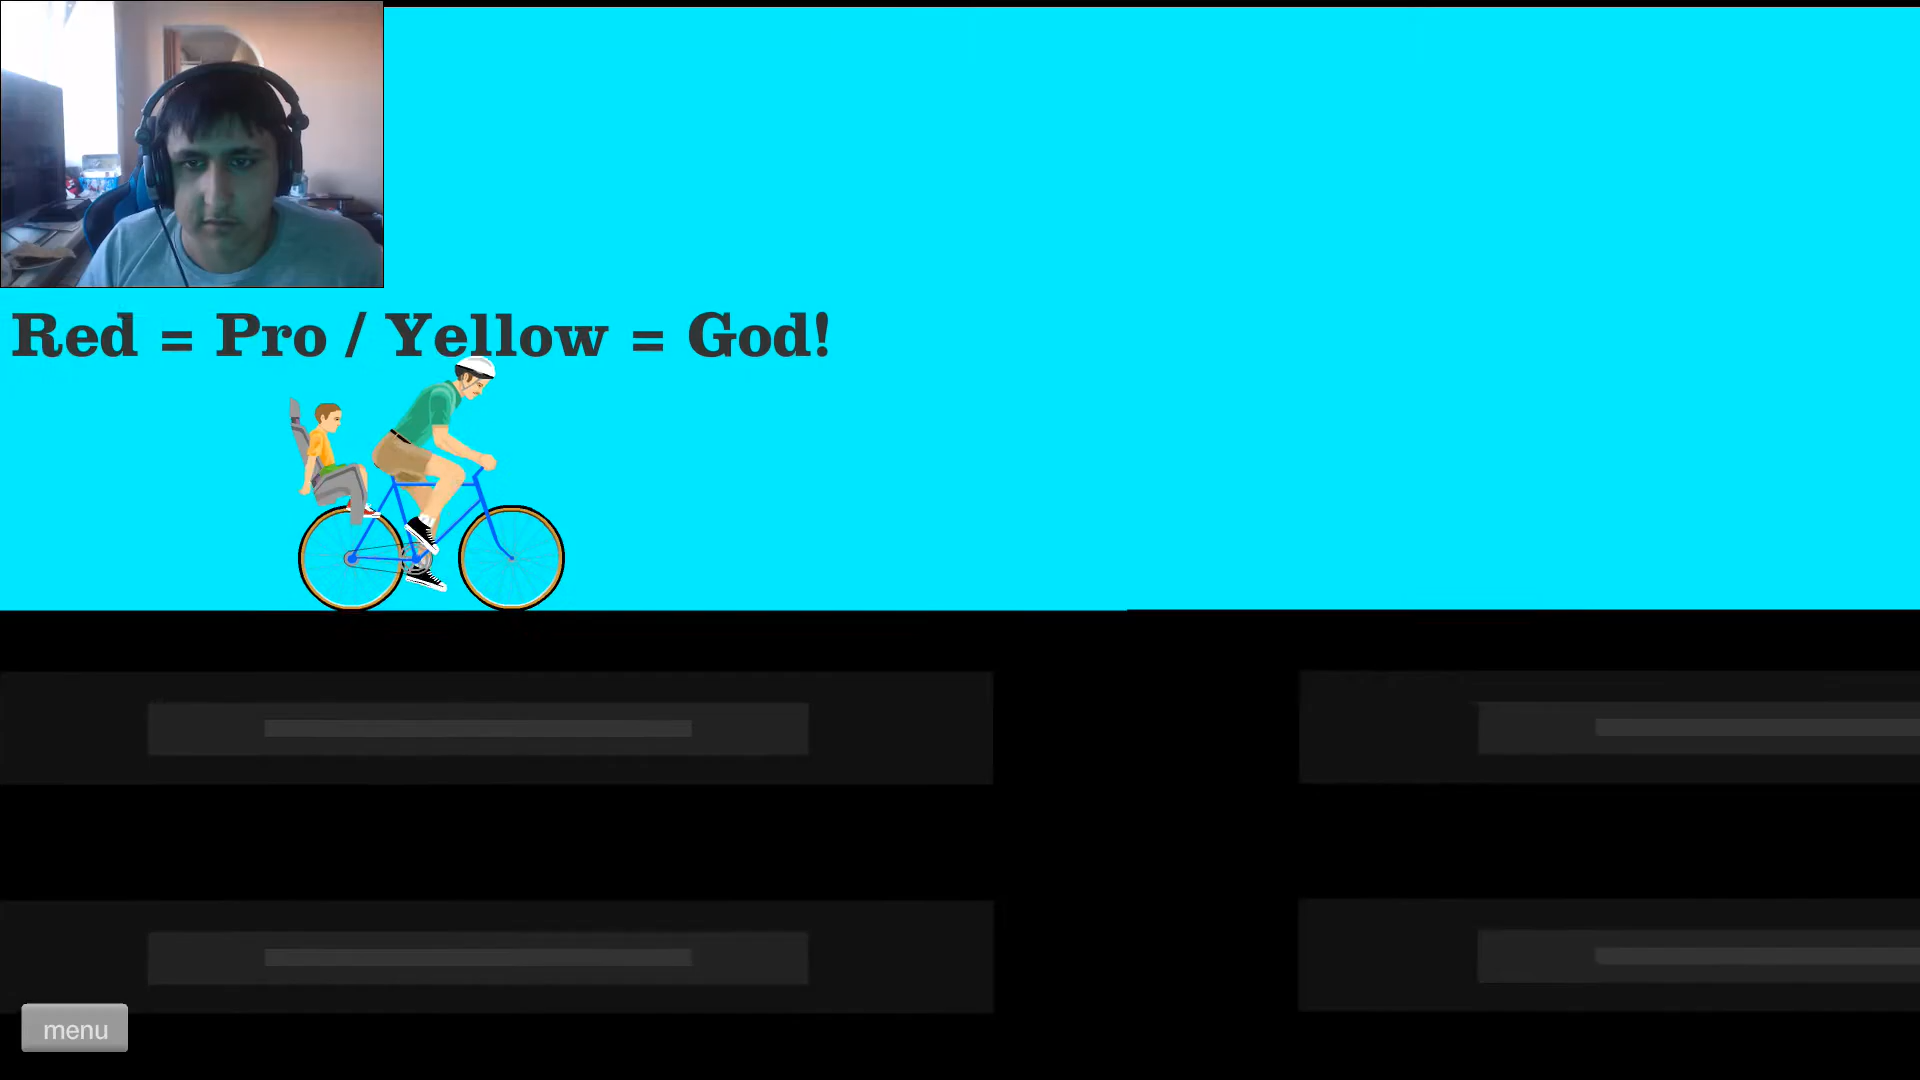 Red = Pro / Yellow = God!
menu